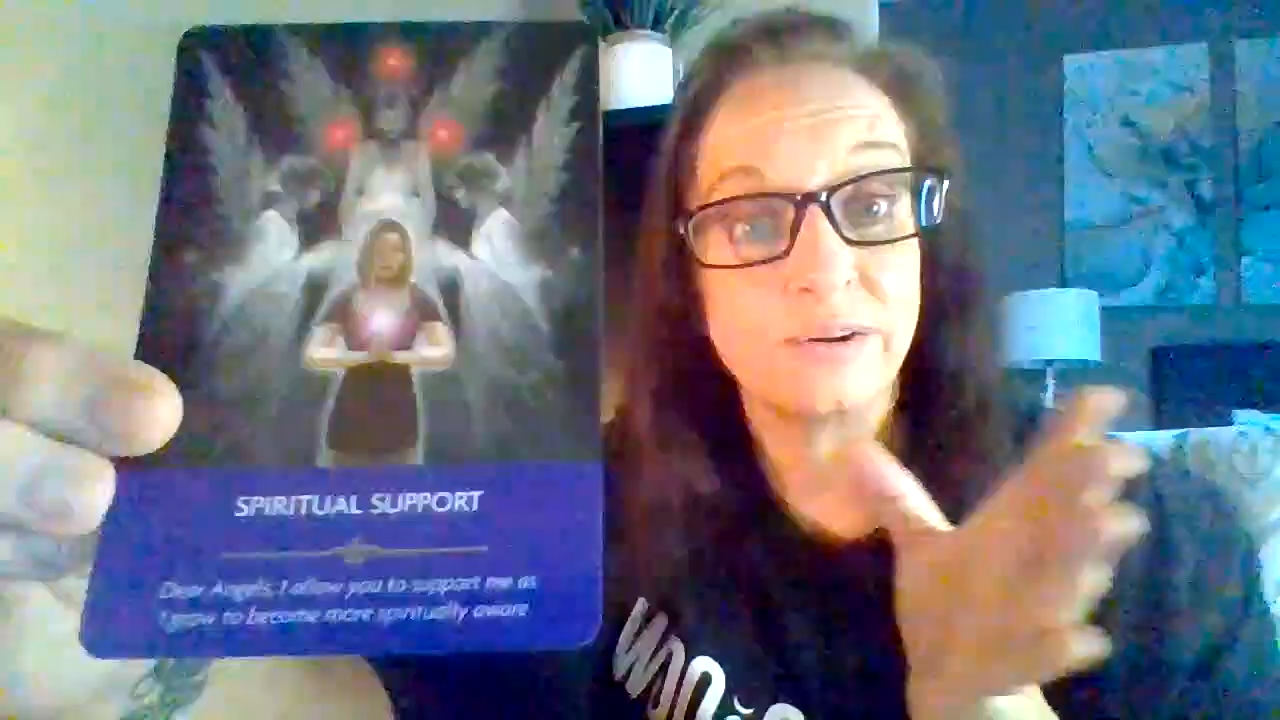 SPIRITUAL SUPPORT
Dear Angels, I allow you to support me as
I grow to become more spiritually aware